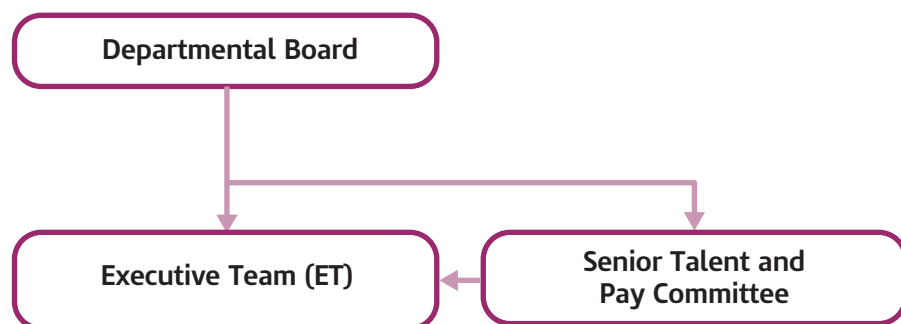 Departmental Board
Executive Team (ET)
Senior Talent and
Pay Committee